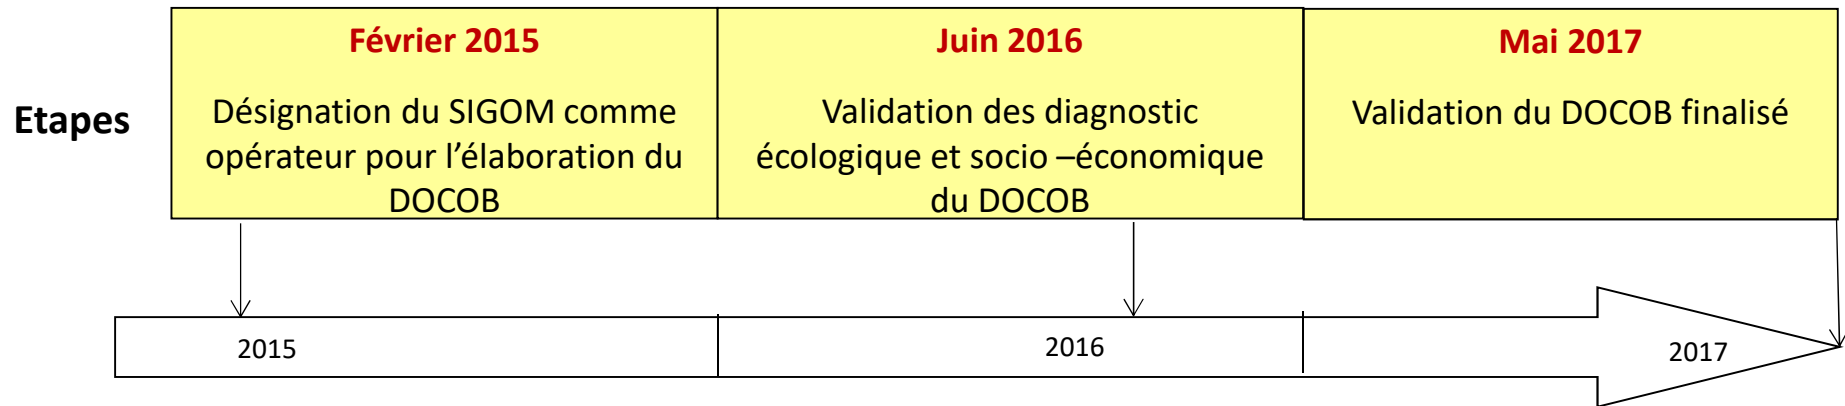 Etapes
Février 2015
Désignation du SIGOM comme
opérateur pour l’élaboration du
DOCOB
Juin 2016
Validation des diagnostic
écologique et socio –économique
du DOCOB
Mai 2017
Validation du DOCOB finalisé
2015
2016
2017